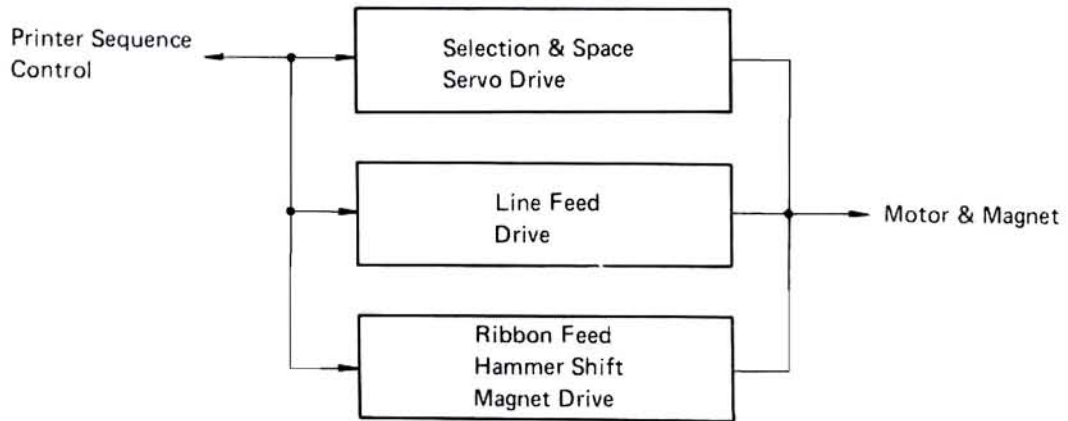 Printer Sequence
Control
Selection & Space
Servo Drive
Line Feed
Drive
Motor & Magnet
Ribbon Feed
Hammer Shift
Magnet Drive